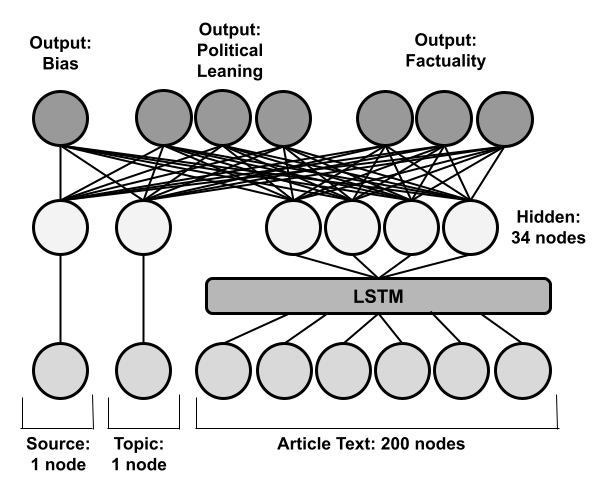 Output:
Bias
Output:
Political
Leaning
Output:
Factuality
Hidden:
34 nodes
LSTM
Source:
1 node
Topic:
1 node
Article Text: 200 nodes